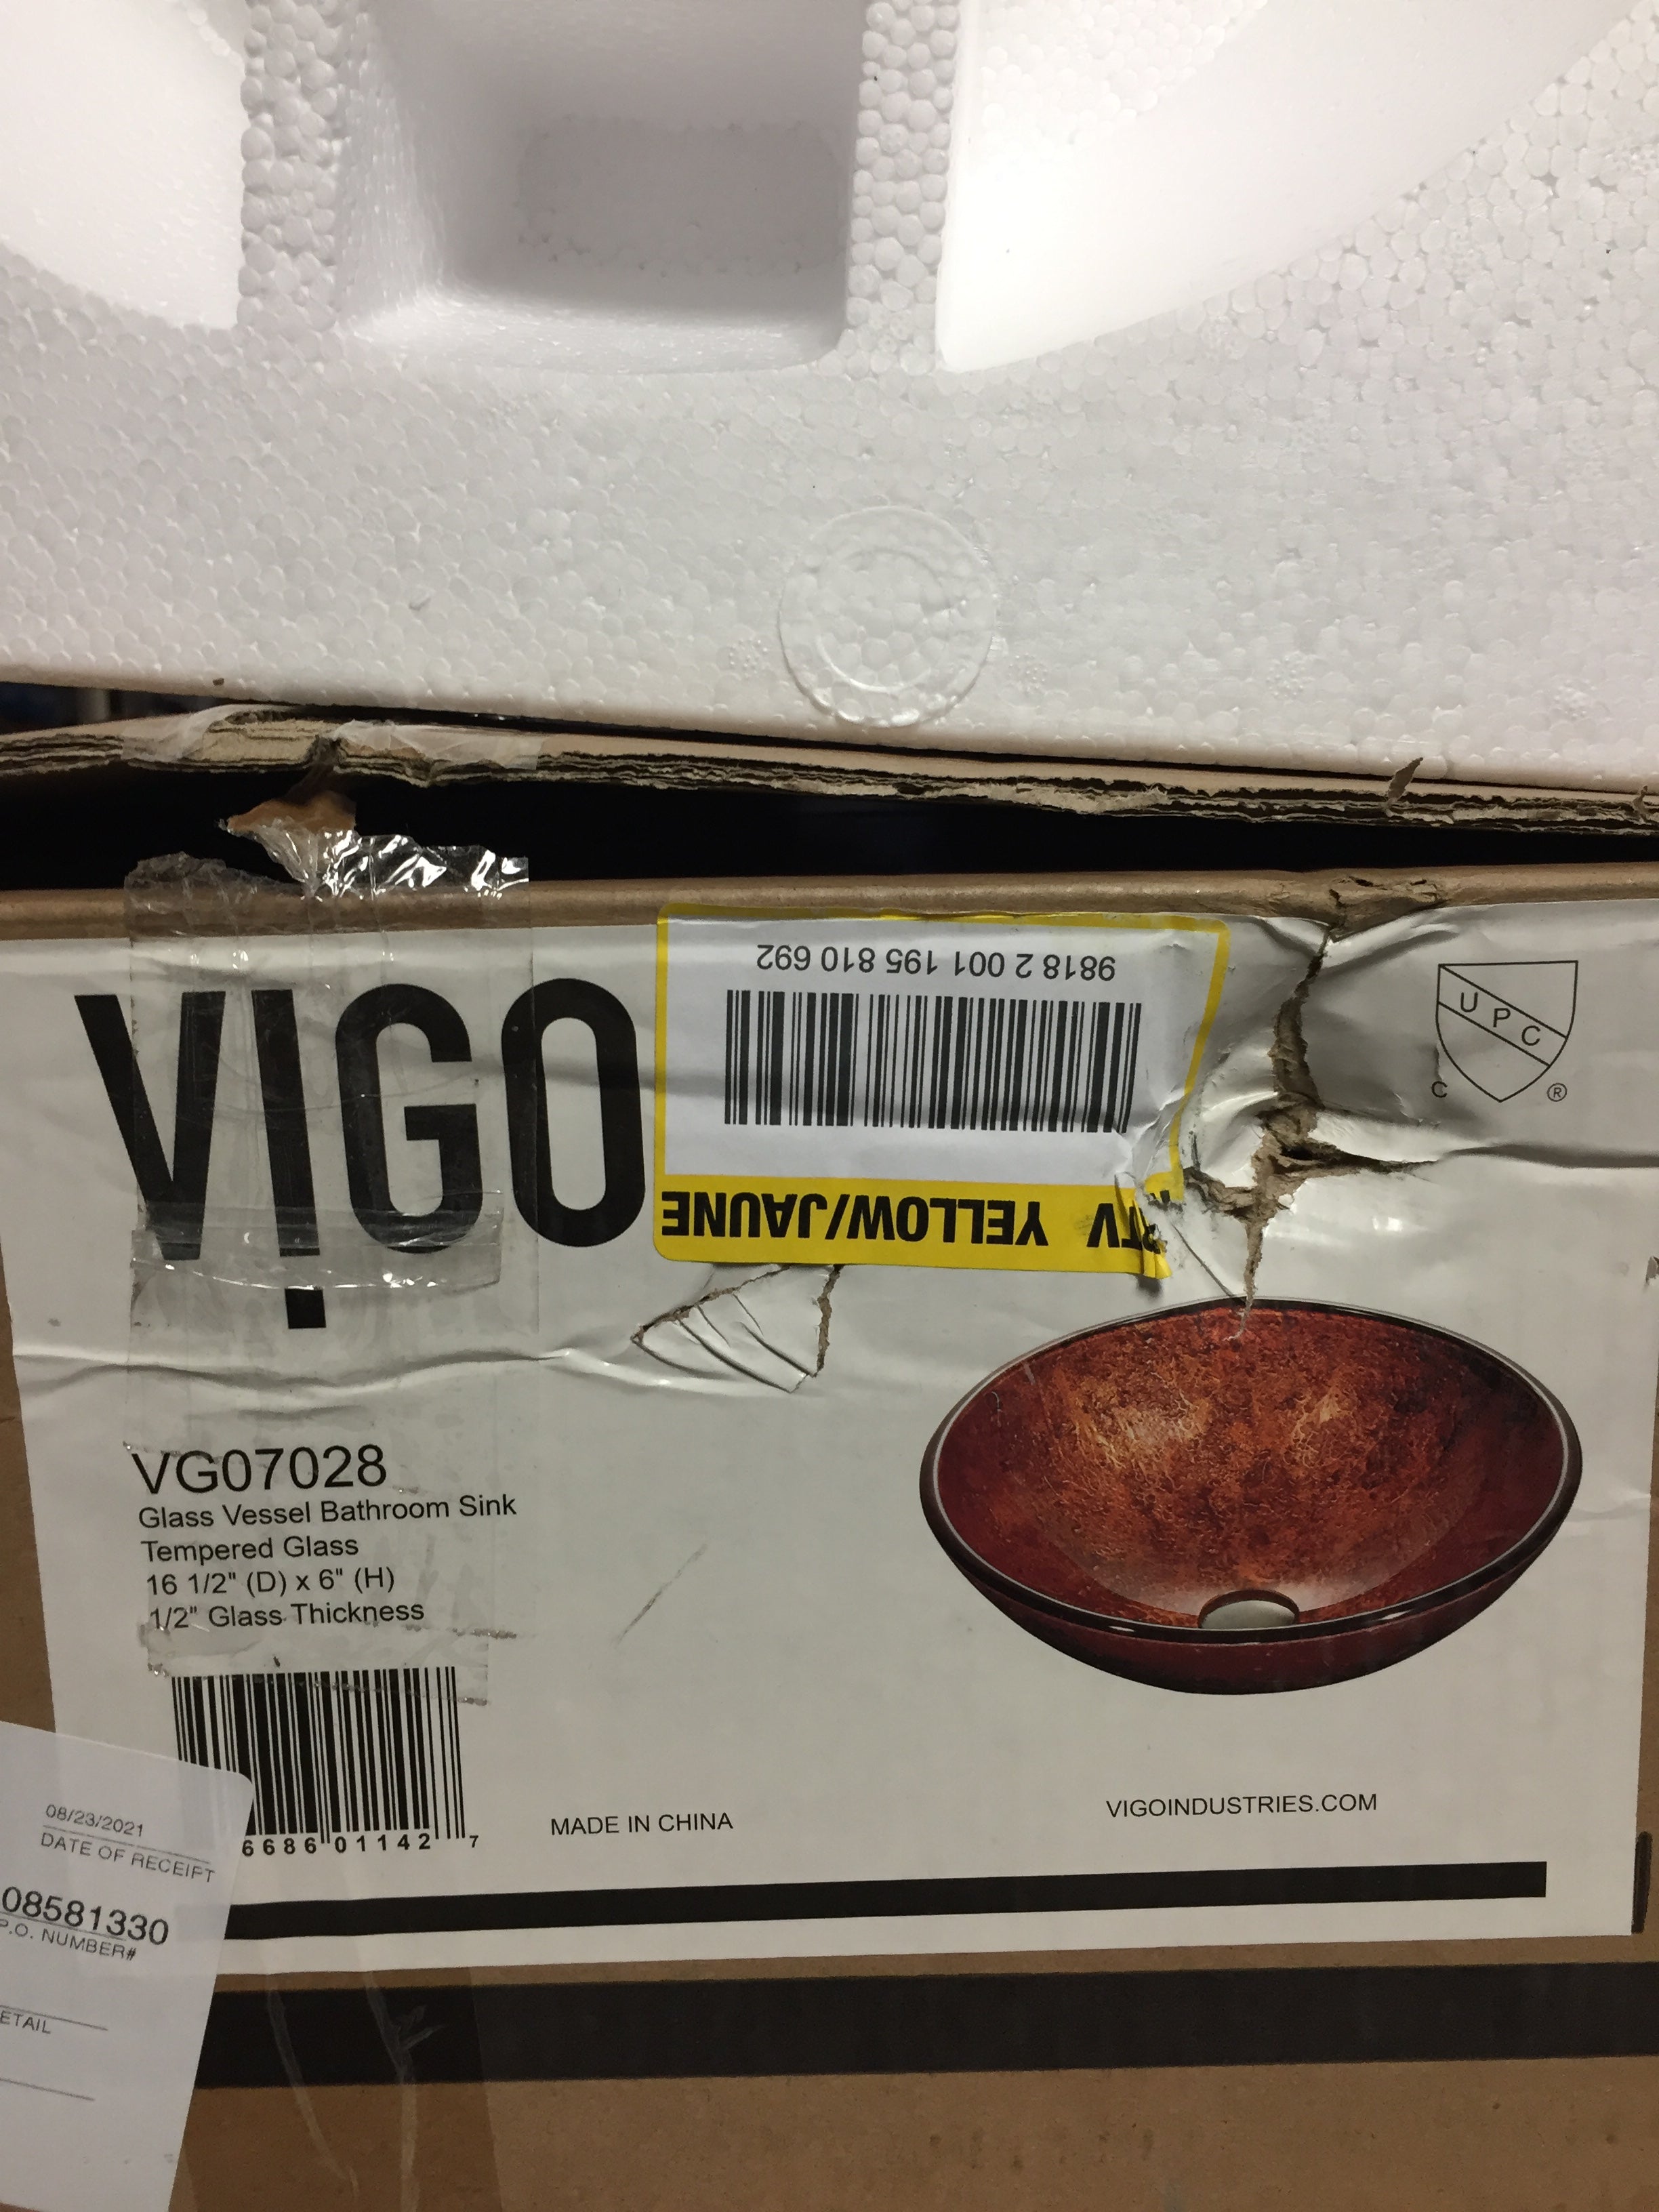 9818 2 001 195 810 692
RTV YELLOW/JAUNE
VIGO
UPC
C ®
VG07028
Glass Vessel Bathroom Sink
Tempered Glass
16 1/2" (D) x 6" (H)
1/2" Glass Thickness
6686 01142 7
MADE IN CHINA
VIGOINDUSTRIES.COM
08/23/2021
DATE OF RECEIPT
08581330
P.O. NUMBER#
ETAIL